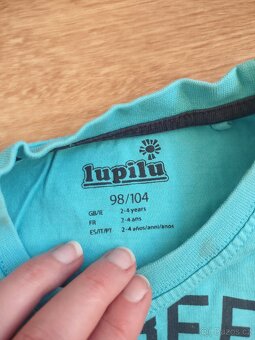 lupilu
98/104
GB/IE 2-4 years
FR 2-4 ans
ES/IT/PT 2-4 años/anni/anos